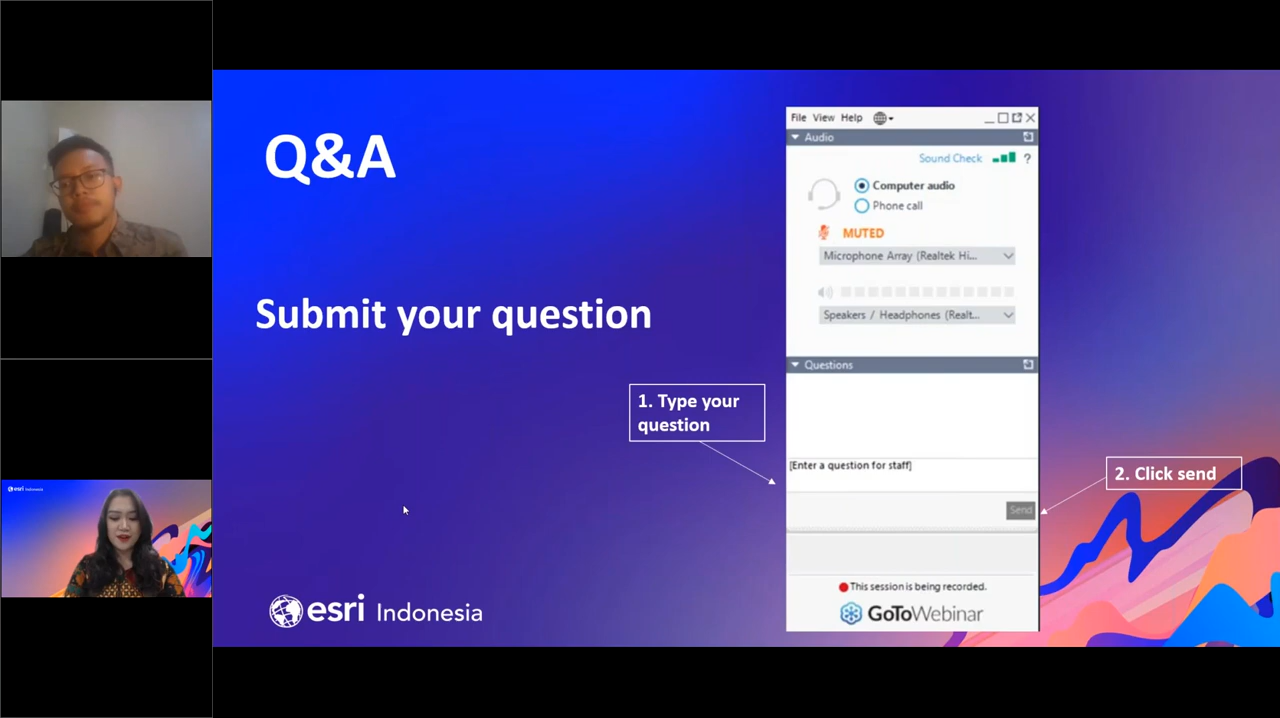 Q&A
Submit your question
1. Type your
question
File View Help
Audio
Sound Check ?
Computer audio
Phone call
MUTED
Microphone Array (Realtek Hi...
Speakers / Headphones (Realt...
Questions
[Enter a question for staff]
Send
2. Click send
This session is being recorded.
GoToWebinar
esri Indonesia
esri Indonesia